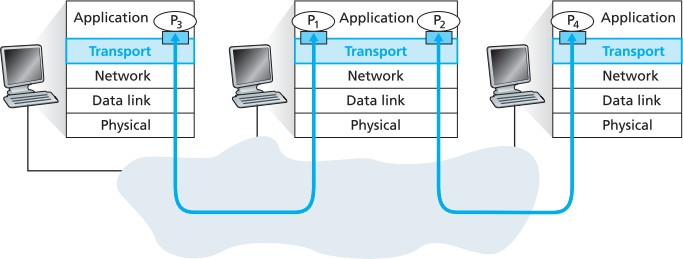 Application P3
Transport
Network
Data link
Physical
P1 Application P2
Transport
Network
Data link
Physical
P4 Application
Transport
Network
Data link
Physical